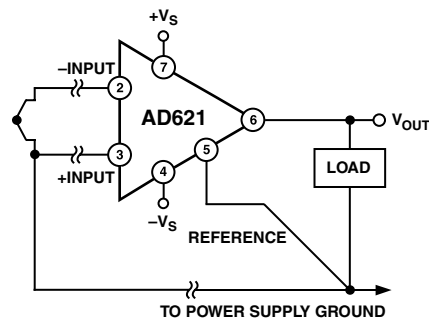 +VS
–INPUT
7
2
AD621
6
VOUT
3
5
4
LOAD
+INPUT
–VS
REFERENCE
TO POWER SUPPLY GROUND